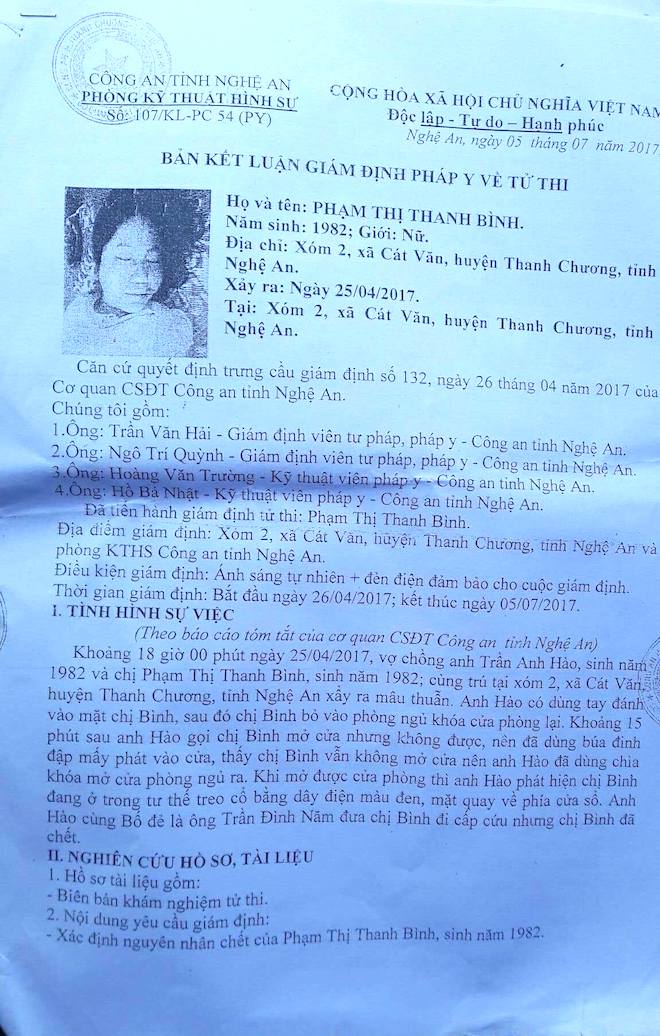 CÔNG AN TỈNH NGHỆ AN
PHÒNG KỸ THUẬT HÌNH SỰ
Số: 107/KL-PC 54 (PY)
CỘNG HÒA XÃ HỘI CHỦ NGHĨA VIỆT NAM
Độc lập - Tự do – Hạnh phúc
Nghệ An, ngày 05 tháng 07 năm 2017
BẢN KẾT LUẬN GIÁM ĐỊNH PHÁP Y VỀ TỬ THI
Họ và tên: PHẠM THỊ THANH BÌNH.
Năm sinh: 1982; Giới: Nữ.
Địa chỉ: Xóm 2, xã Cát Văn, huyện Thanh Chương, tỉnh
Nghệ An.
Xảy ra: Ngày 25/04/2017.
Tại: Xóm 2, xã Cát Văn, huyện Thanh Chương, tỉnh
Nghệ An.
Căn cứ quyết định trưng cầu giám định số 132, ngày 26 tháng 04 năm 2017 của
Cơ quan CSĐT Công an tỉnh Nghệ An.
Chúng tôi gồm:
1.Ông: Trần Văn Hải - Giám định viên tư pháp, pháp y - Công an tỉnh Nghệ An.
2.Ông: Ngô Trí Quỳnh - Giám định viên tư pháp, pháp y - Công an tỉnh Nghệ An.
3.Ông: Hoàng Văn Trường - Kỹ thuật viên pháp y - Công an tỉnh Nghệ An.
4.Ông: Hồ Bá Nhật - Kỹ thuật viên pháp y - Công an tỉnh Nghệ An.
Đã tiến hành giám định tử thi: Phạm Thị Thanh Bình.
Địa điểm giám định: Xóm 2, xã Cát Văn, huyện Thanh Chương, tỉnh Nghệ An và
phòng KTHS Công an tỉnh Nghệ An.
Điều kiện giám định: Ánh sáng tự nhiên + đèn điện đảm bảo cho cuộc giám định.
Thời gian giám định: Bắt đầu ngày 26/04/2017; kết thúc ngày 05/07/2017.
I. TÌNH HÌNH SỰ VIỆC
(Theo báo cáo tóm tắt của cơ quan CSĐT Công an tỉnh Nghệ An)
Khoảng 18 giờ 00 phút ngày 25/04/2017, vợ chồng anh Trần Anh Hào, sinh năm
1982 và chị Phạm Thị Thanh Bình, sinh năm 1982; cùng trú tại xóm 2, xã Cát Văn,
huyện Thanh Chương, tỉnh Nghệ An xẩy ra mâu thuẫn. Anh Hào có dùng tay đánh
vào mặt chị Bình, sau đó chị Bình bỏ vào phòng ngủ khóa cửa phòng lại. Khoảng 15
phút sau anh Hào gọi chị Bình mở cửa nhưng không được, nên đã dùng búa đinh
đập mấy phát vào cửa, thấy chị Bình vẫn không mở cửa nên anh Hào đã dùng chìa
khóa mở cửa phòng ngủ ra. Khi mở được cửa phòng thì anh Hào phát hiện chị Bình
đang ở trong tư thế treo cổ bằng dây điện màu đen, mặt quay về phía cửa sổ. Anh
Hào cùng Bố đẻ là ông Trần Đình Năm đưa chị Bình đi cấp cứu nhưng chị Bình đã
chết.
II. NGHIÊN CỨU HỒ SƠ, TÀI LIỆU
1. Hồ sơ tài liệu gồm:
- Biên bản khám nghiệm tử thi.
2. Nội dung yêu cầu giám định:
- Xác định nguyên nhân chết của Phạm Thị Thanh Bình, sinh năm 1982.